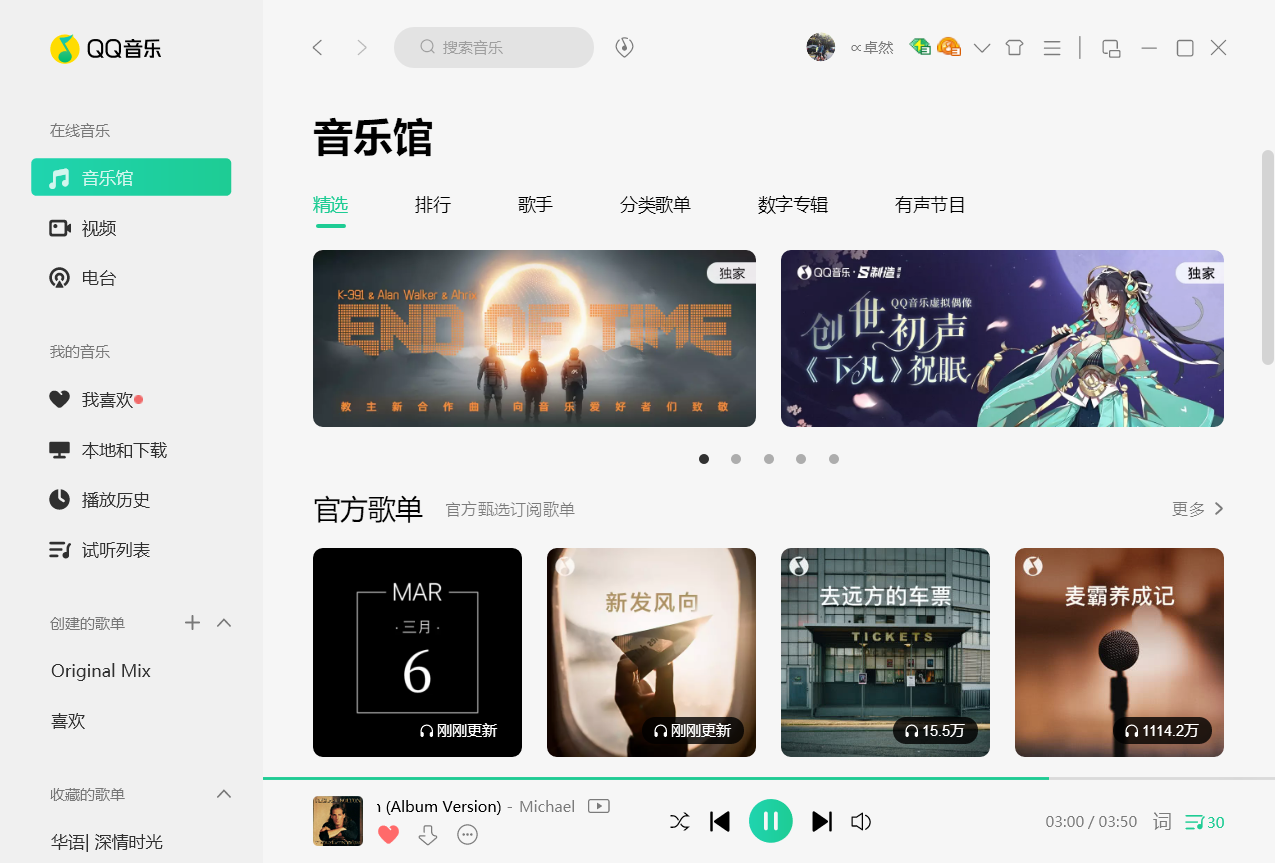 QQ音乐
搜索音乐
∝卓然
在线音乐
音乐馆
视频
电台
我的音乐
我喜欢
本地和下载
播放历史
试听列表
创建的歌单
Original Mix
喜欢
收藏的歌单
华语| 深情时光
音乐馆
精选 排行 歌手 分类歌单 数字专辑 有声节目
独家
K-391 & Alan Walker & Ahrix
END OF TIME
教主新合作曲 向音乐爱好者们致敬
QQ音乐·S制造
独家
QQ音乐虚拟偶像
创世初声
《下凡》祝眠
官方歌单 官方甄选订阅歌单 更多
MAR
·三月·
6
刚刚更新
新发风向
刚刚更新
去远方的车票
TICKETS
15.5万
麦霸养成记
1114.2万
(Album Version) - Michael
03:00 / 03:50 词 30